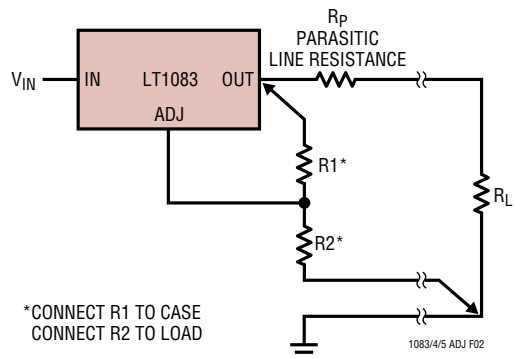 RP
PARASITIC
LINE RESISTANCE
VIN
IN
LT1083
OUT
ADJ
R1*
RL
R2*
*CONNECT R1 TO CASE
CONNECT R2 TO LOAD
1083/4/5 ADJ F02